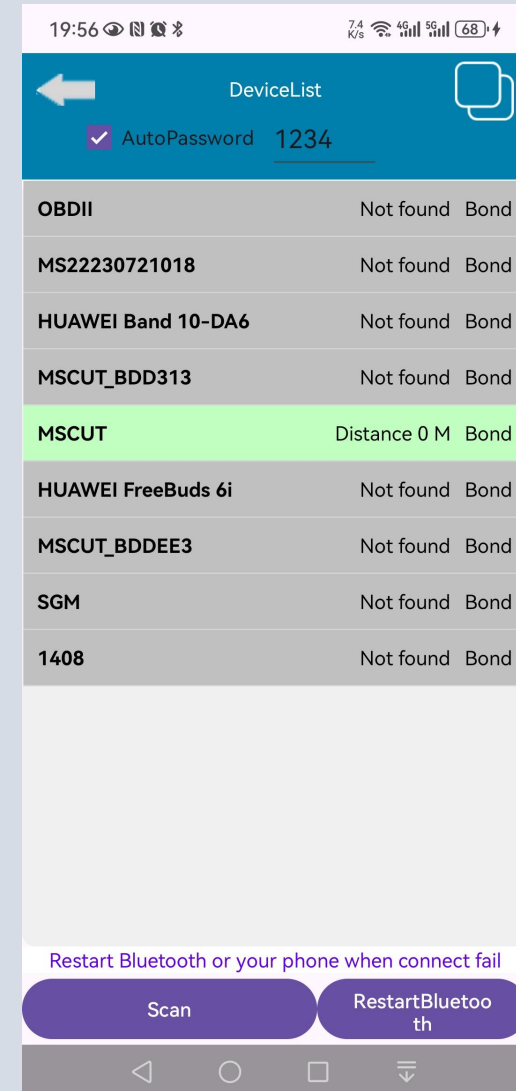 19:56 7.4 K/s 4G 5G 68
DeviceList
AutoPassword 1234
OBDII Not found Bond
MS22230721018 Not found Bond
HUAWEI Band 10-DA6 Not found Bond
MSCUT_BDD313 Not found Bond
MSCUT Distance 0 M Bond
HUAWEI FreeBuds 6i Not found Bond
MSCUT_BDDEE3 Not found Bond
SGM Not found Bond
1408 Not found Bond
Restart Bluetooth or your phone when connect fail
Scan
RestartBluetoo
th